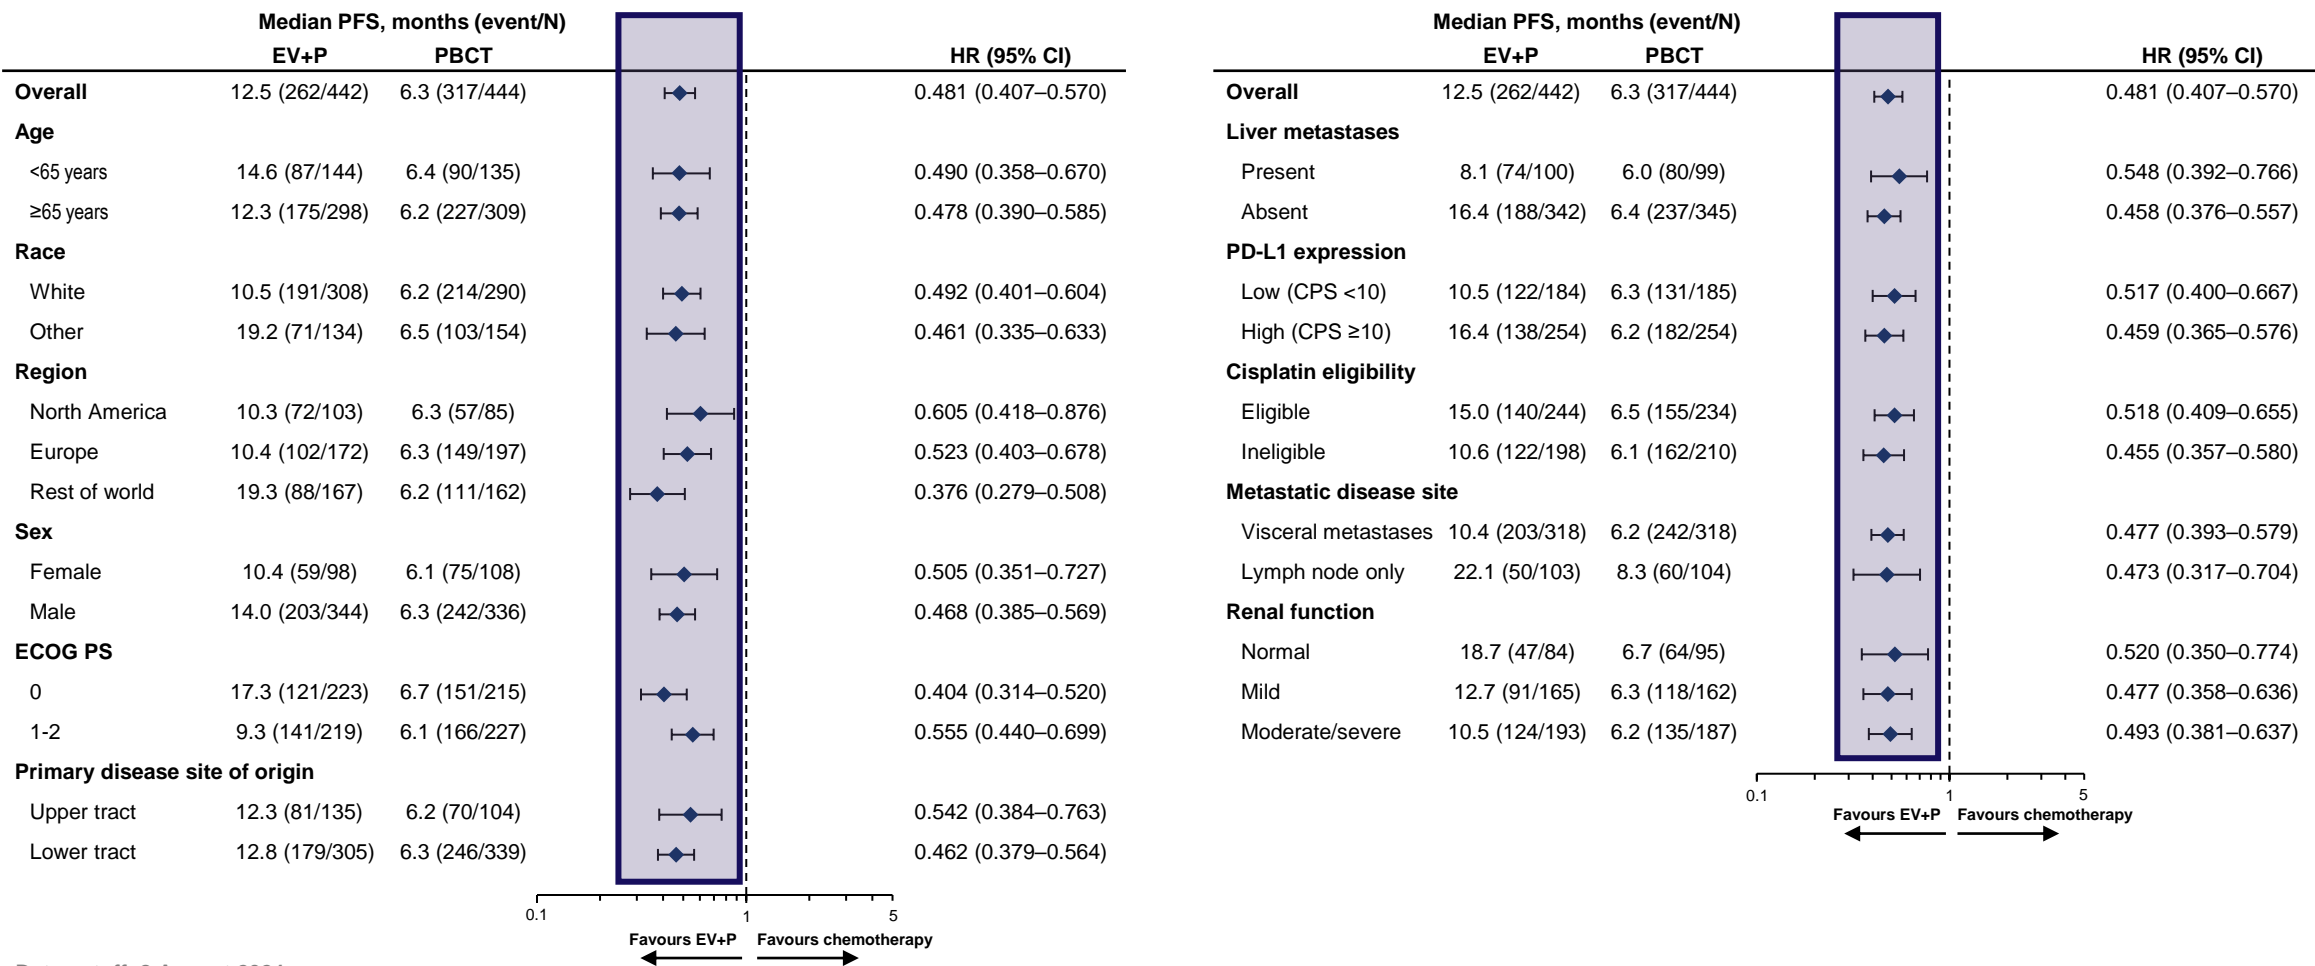 Median PFS, months (event/N)
EV+P PBCT HR (95% CI)
Overall 12.5 (262/442) 6.3 (317/444) 0.481 (0.407–0.570)
Age
<65 years 14.6 (87/144) 6.4 (90/135) 0.490 (0.358–0.670)
≥65 years 12.3 (175/298) 6.2 (227/309) 0.478 (0.390–0.585)
Race
White 10.5 (191/308) 6.2 (214/290) 0.492 (0.401–0.604)
Other 19.2 (71/134) 6.5 (103/154) 0.461 (0.335–0.633)
Region
North America 10.3 (72/103) 6.3 (57/85) 0.605 (0.418–0.876)
Europe 10.4 (102/172) 6.3 (149/197) 0.523 (0.403–0.678)
Rest of world 19.3 (88/167) 6.2 (111/162) 0.376 (0.279–0.508)
Sex
Female 10.4 (59/98) 6.1 (75/108) 0.505 (0.351–0.727)
Male 14.0 (203/344) 6.3 (242/336) 0.468 (0.385–0.569)
ECOG PS
0 17.3 (121/223) 6.7 (151/215) 0.404 (0.314–0.520)
1-2 9.3 (141/219) 6.1 (166/227) 0.555 (0.440–0.699)
Primary disease site of origin
Upper tract 12.3 (81/135) 6.2 (70/104) 0.542 (0.384–0.763)
Lower tract 12.8 (179/305) 6.3 (246/339) 0.462 (0.379–0.564)
0.1 1 5
Favours EV+P Favours chemotherapy
Median PFS, months (event/N)
EV+P PBCT HR (95% CI)
Overall 12.5 (262/442) 6.3 (317/444) 0.481 (0.407–0.570)
Liver metastases
Present 8.1 (74/100) 6.0 (80/99) 0.548 (0.392–0.766)
Absent 16.4 (188/342) 6.4 (237/345) 0.458 (0.376–0.557)
PD-L1 expression
Low (CPS <10) 10.5 (122/184) 6.3 (131/185) 0.517 (0.400–0.667)
High (CPS ≥10) 16.4 (138/254) 6.2 (182/254) 0.459 (0.365–0.576)
Cisplatin eligibility
Eligible 15.0 (140/244) 6.5 (155/234) 0.518 (0.409–0.655)
Ineligible 10.6 (122/198) 6.1 (162/210) 0.455 (0.357–0.580)
Metastatic disease site
Visceral metastases 10.4 (203/318) 6.2 (242/318) 0.477 (0.393–0.579)
Lymph node only 22.1 (50/103) 8.3 (60/104) 0.473 (0.317–0.704)
Renal function
Normal 18.7 (47/84) 6.7 (64/95) 0.520 (0.350–0.774)
Mild 12.7 (91/165) 6.3 (118/162) 0.477 (0.358–0.636)
Moderate/severe 10.5 (124/193) 6.2 (135/187) 0.493 (0.381–0.637)
0.1 1 5
Favours EV+P Favours chemotherapy